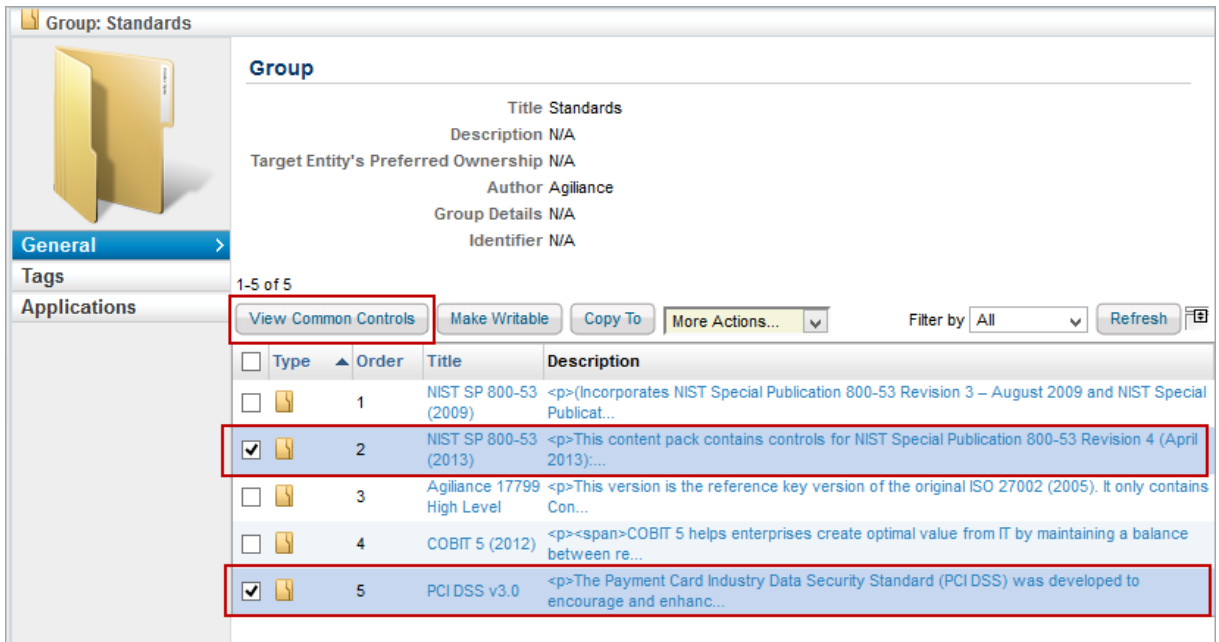 Group: Standards
Group
Title Standards
Description N/A
Target Entity's Preferred Ownership N/A
Author Agiliance
Group Details N/A
Identifier N/A
General
Tags
Applications
1-5 of 5
View Common Controls Make Writable Copy To More Actions... Filter by All Refresh
Type Order Title Description
1 NIST SP 800-53 <p>(Incorporates NIST Special Publication 800-53 Revision 3 – August 2009 and NIST Special
(2009) Publicat...
2 NIST SP 800-53 <p>This content pack contains controls for NIST Special Publication 800-53 Revision 4 (April
(2013) 2013):...
3 Agiliance 17799 <p>This version is the reference key version of the original ISO 27002 (2005). It only contains
High Level Con...
4 COBIT 5 (2012) <p><span>COBIT 5 helps enterprises create optimal value from IT by maintaining a balance
between re...
5 PCI DSS v3.0 <p>The Payment Card Industry Data Security Standard (PCI DSS) was developed to
encourage and enhanc...